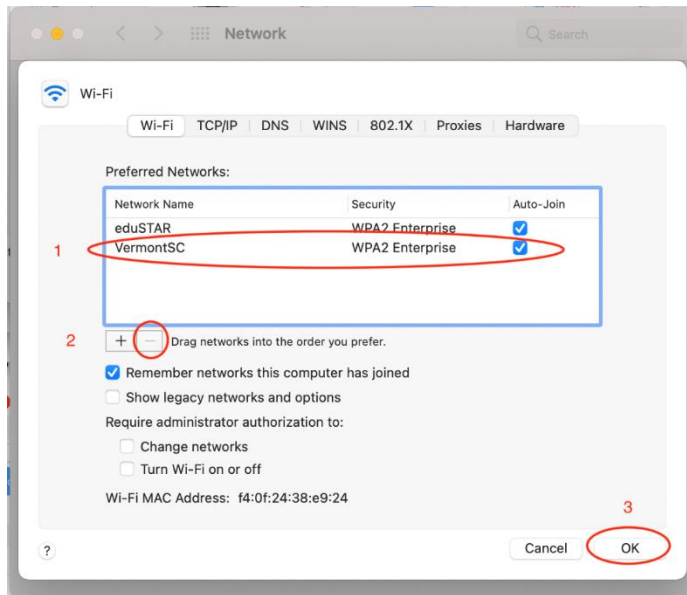 Network
Search
Wi-Fi
Wi-Fi TCP/IP DNS WINS 802.1X Proxies Hardware
Preferred Networks:
Network Name Security Auto-Join
eduSTAR WPA2 Enterprise
1 VermontSC WPA2 Enterprise
2 + − Drag networks into the order you prefer.
Remember networks this computer has joined
Show legacy networks and options
Require administrator authorization to:
Change networks
Turn Wi-Fi on or off
Wi-Fi MAC Address: f4:0f:24:38:e9:24
3
? Cancel OK